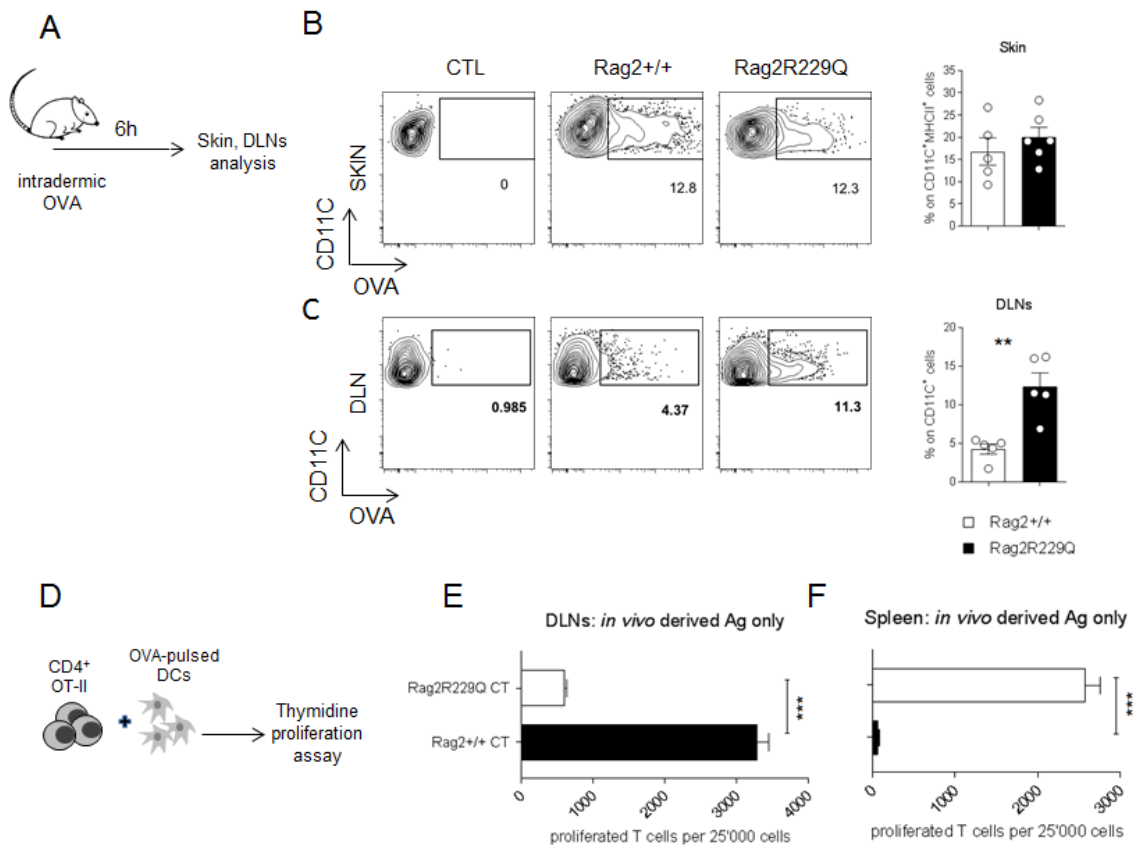 A
6h
Skin, DLNs
analysis
intradermic
OVA
B
CTL
Rag2+/+
Rag2R229Q
SKIN
0
12.8
12.3
CD11C
OVA
Skin
% on CD11C+MHCII+ cells
35
30
25
20
15
10
5
0
C
DLN
0.985
4.37
11.3
CD11C
OVA
DLNs
% on CD11C+ cells
20
15
10
5
0
**
Rag2+/+
Rag2R229Q
D
CD4+
OT-II
+
OVA-pulsed
DCs
Thymidine
proliferation
assay
E
DLNs: in vivo derived Ag only
Rag2R229Q CT
Rag2+/+ CT
***
0 1000 2000 3000 4000
proliferated T cells per 25'000 cells
F
Spleen: in vivo derived Ag only
***
0 1000 2000 3000
proliferated T cells per 25'000 cells